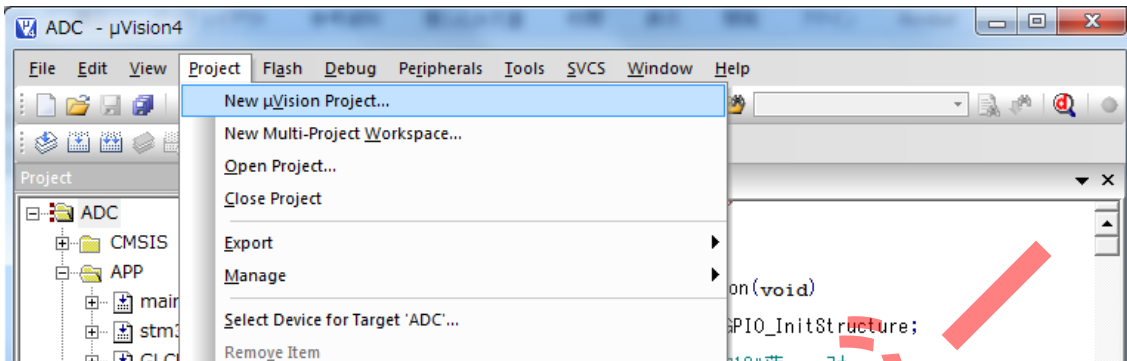 ADC - µVision4
File Edit View Project Flash Debug Peripherals Tools SVCS Window Help
New µVision Project...
New Multi-Project Workspace...
Open Project...
Close Project
Project
ADC
CMSIS
Export
APP
Manage
on(void)
main
Select Device for Target 'ADC'...
GPIO_InitStructure;
stm3
Remove Item